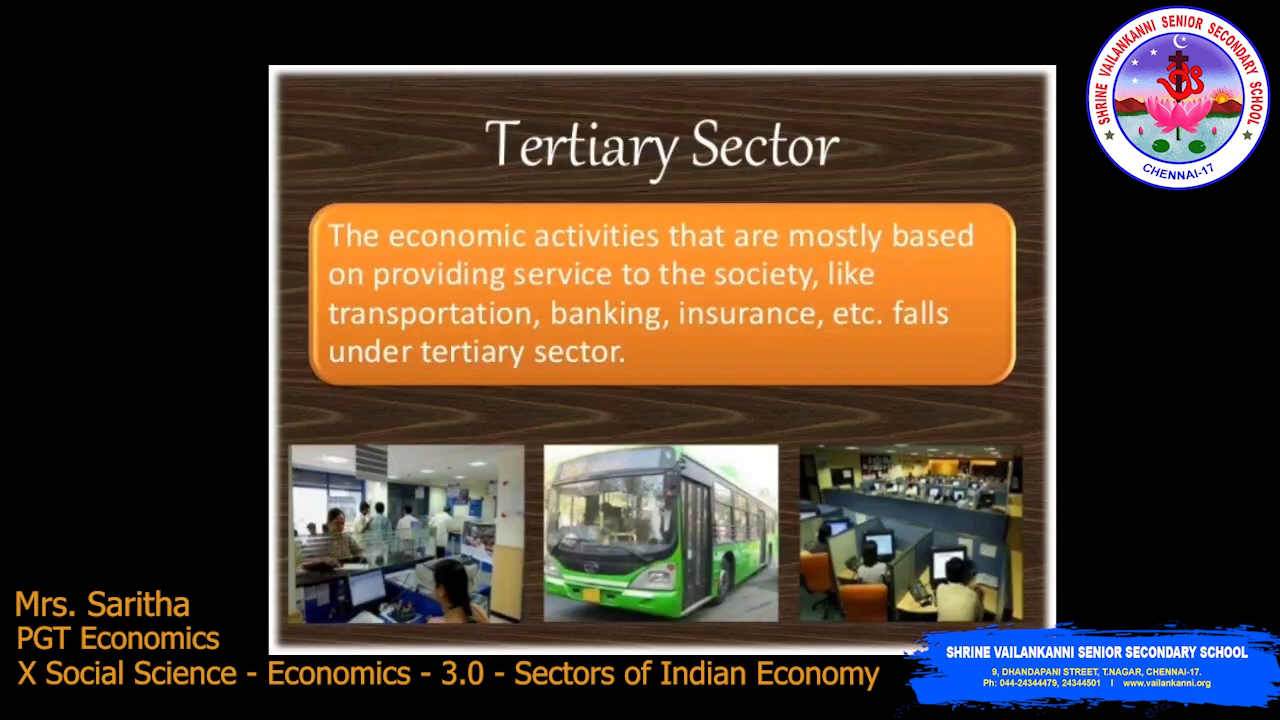 SHRINE VAILANKANNI SENIOR SECONDARY SCHOOL
CHENNAI-17
Tertiary Sector
The economic activities that are mostly based
on providing service to the society, like
transportation, banking, insurance, etc. falls
under tertiary sector.
Mrs. Saritha
PGT Economics
X Social Science - Economics - 3.0 - Sectors of Indian Economy
SHRINE VAILANKANNI SENIOR SECONDARY SCHOOL
9, DHANDAPANI STREET, T.NAGAR, CHENNAI-17.
Ph: 044-24344479, 24344501 I www.vailankanni.org